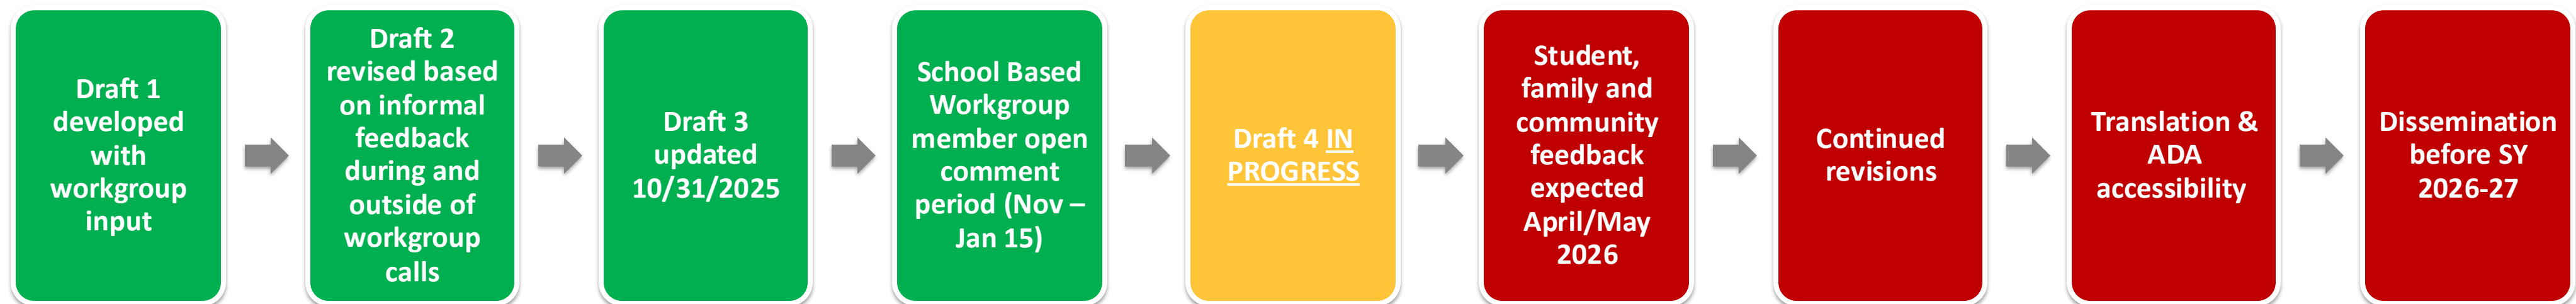 Draft 1
developed
with
workgroup
input
Draft 2
revised based
on informal
feedback
during and
outside of
workgroup
calls
Draft 3
updated
10/31/2025
School Based
Workgroup
member open
comment
period (Nov –
Jan 15)
Draft 4 IN
PROGRESS
Student,
family and
community
feedback
expected
April/May
2026
Continued
revisions
Translation &
ADA
accessibility
Dissemination
before SY
2026-27